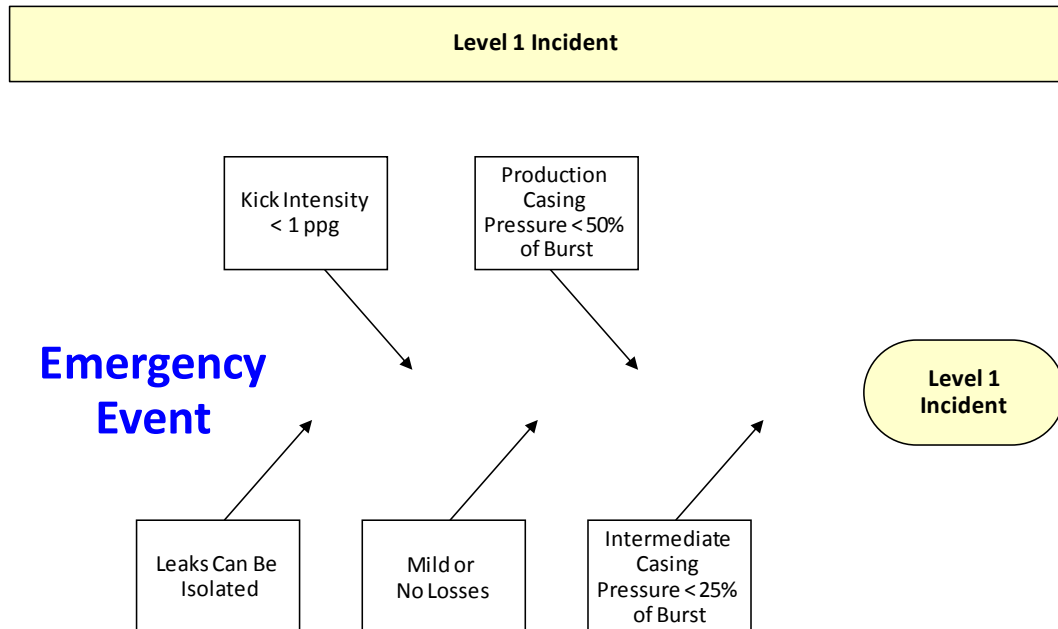 Level 1 Incident
Kick Intensity
< 1 ppg
Production
Casing
Pressure < 50%
of Burst
Emergency
Event
Level 1
Incident
Leaks Can Be
Isolated
Mild or
No Losses
Intermediate
Casing
Pressure < 25%
of Burst